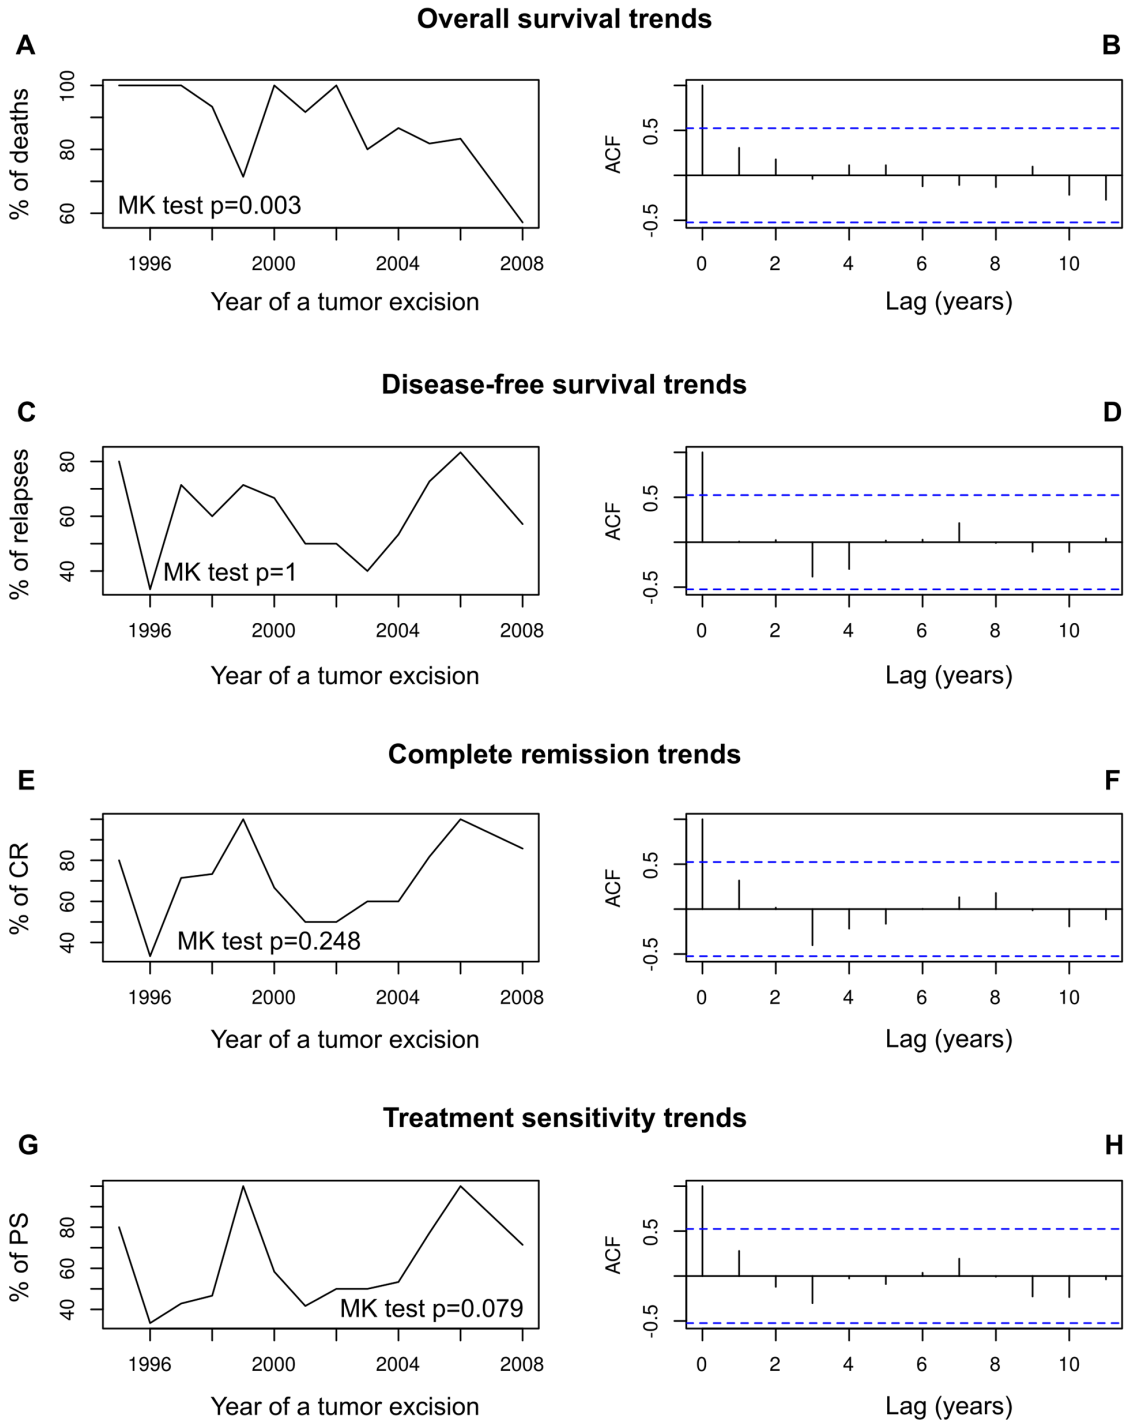 Overall survival trends
A
B
% of deaths
100
80
60
MK test p=0.003
1996
2000
2004
2008
Year of a tumor excision
ACF
0.5
-0.5
0
2
4
6
8
10
Lag (years)
Disease-free survival trends
C
D
% of relapses
80
60
40
MK test p=1
1996
2000
2004
2008
Year of a tumor excision
ACF
0.5
-0.5
0
2
4
6
8
10
Lag (years)
Complete remission trends
E
F
% of CR
80
60
40
MK test p=0.248
1996
2000
2004
2008
Year of a tumor excision
ACF
0.5
-0.5
0
2
4
6
8
10
Lag (years)
Treatment sensitivity trends
G
H
% of PS
80
60
40
MK test p=0.079
1996
2000
2004
2008
Year of a tumor excision
ACF
0.5
-0.5
0
2
4
6
8
10
Lag (years)